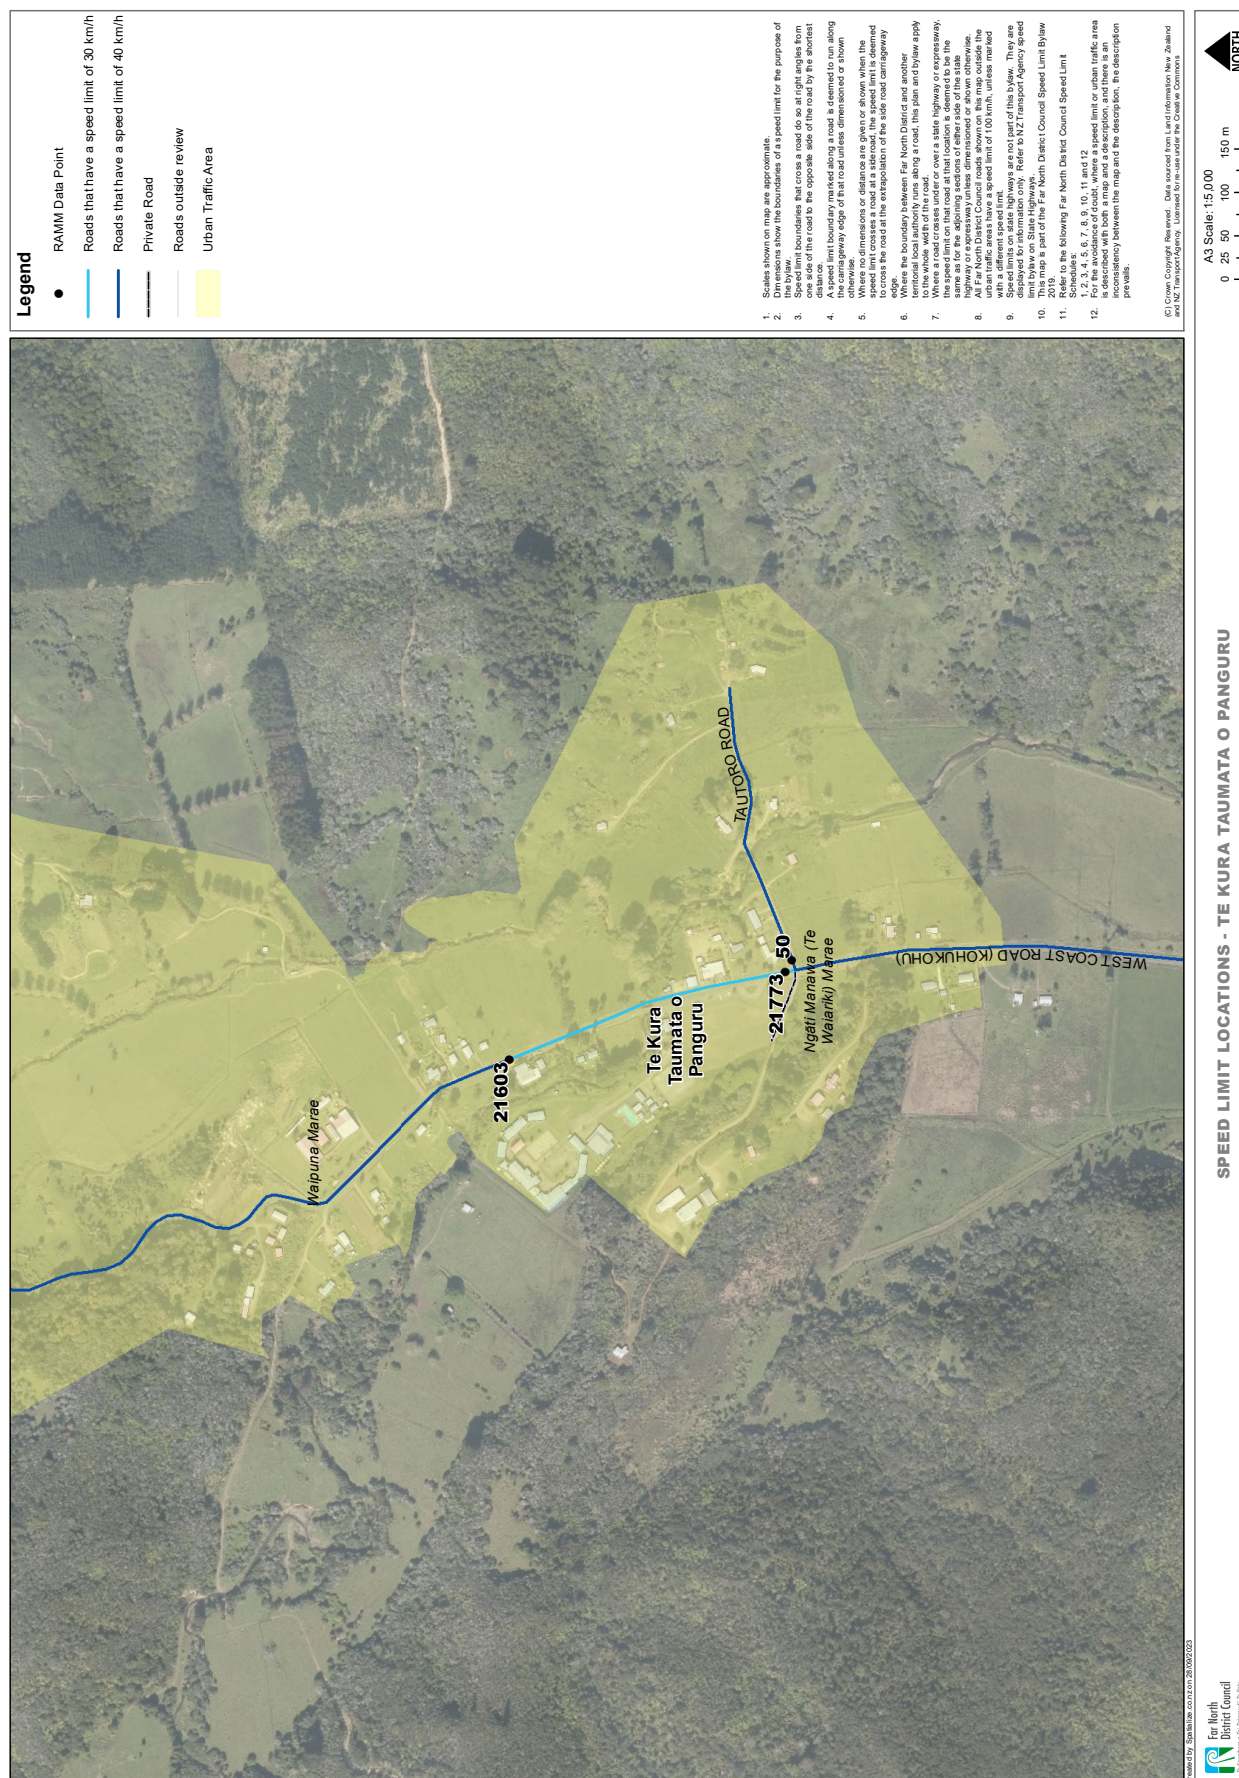 Legend
RAMM Data Point
Roads that have a speed limit of 30 km/h
Roads that have a speed limit of 40 km/h
Private Road
Roads outside review
Urban Traffic Area
1. Scales shown on map are approximate.
2. Dimensions show the boundaries of a speed limit for the purpose of
the bylaw.
3. Speed limit boundaries that cross a road do so at right angles from
one side of the road to the opposite side of the road by the shortest
distance.
4. A speed limit boundary marked along a road is deemed to run along
the carriageway edge of that road unless dimensioned or shown
otherwise.
5. Where no dimensions or distance are given or shown when the
speed limit crosses a road at a sideroad, the speed limit is deemed
to cross the road at the extrapolation of the side road carriageway
edge.
6. Where the boundary between Far North District and another
territorial local authority runs along a road, this plan and bylaw apply
to the whole width of the road.
7. Where a road crosses under or over a state highway or expressway,
the speed limit on that road at that location is deemed to be the
same as for the adjoining sections of either side of the state
highway or expressway unless dimensioned or shown otherwise.
8. All Far North District Council roads shown on this map outside the
urban traffic areas have a speed limit of 100 km/h, unless marked
with a different speed limit.
9. Speed limits on state highways are not part of this bylaw. They are
displayed for information only. Refer to NZ Transport Agency speed
limit bylaw on State Highways.
10. This map is part of the Far North District Council Speed Limit Bylaw
2019.
11. Refer to the following Far North District Council Speed Limit
Schedules:
1, 2, 3, 4, 5, 6, 7, 8, 9, 10, 11 and 12
12. For the avoidance of doubt, where a speed limit or urban traffic area
is described with both a map and a description, and there is an
inconsistency between the map and the description, the description
prevails.
(C) Crown Copyright Reserved. Data sourced from Land Information New Zealand
and NZ Transport Agency. Licensed for re-use under the Creative Commons
Waipuna Marae
21603
Te Kura
Taumata o
Panguru
TAUTORO ROAD
21773
50
Ngāti Manawa (Te
Waiariki) Marae
WEST COAST ROAD (KOHUKOHU)
NORTH
A3 Scale: 1:5,000
0 25 50 100 150 m
SPEED LIMIT LOCATIONS - TE KURA TAUMATA O PANGURU
Created by Spatialize.co.nz on 28/09/2023
Far North
District Council